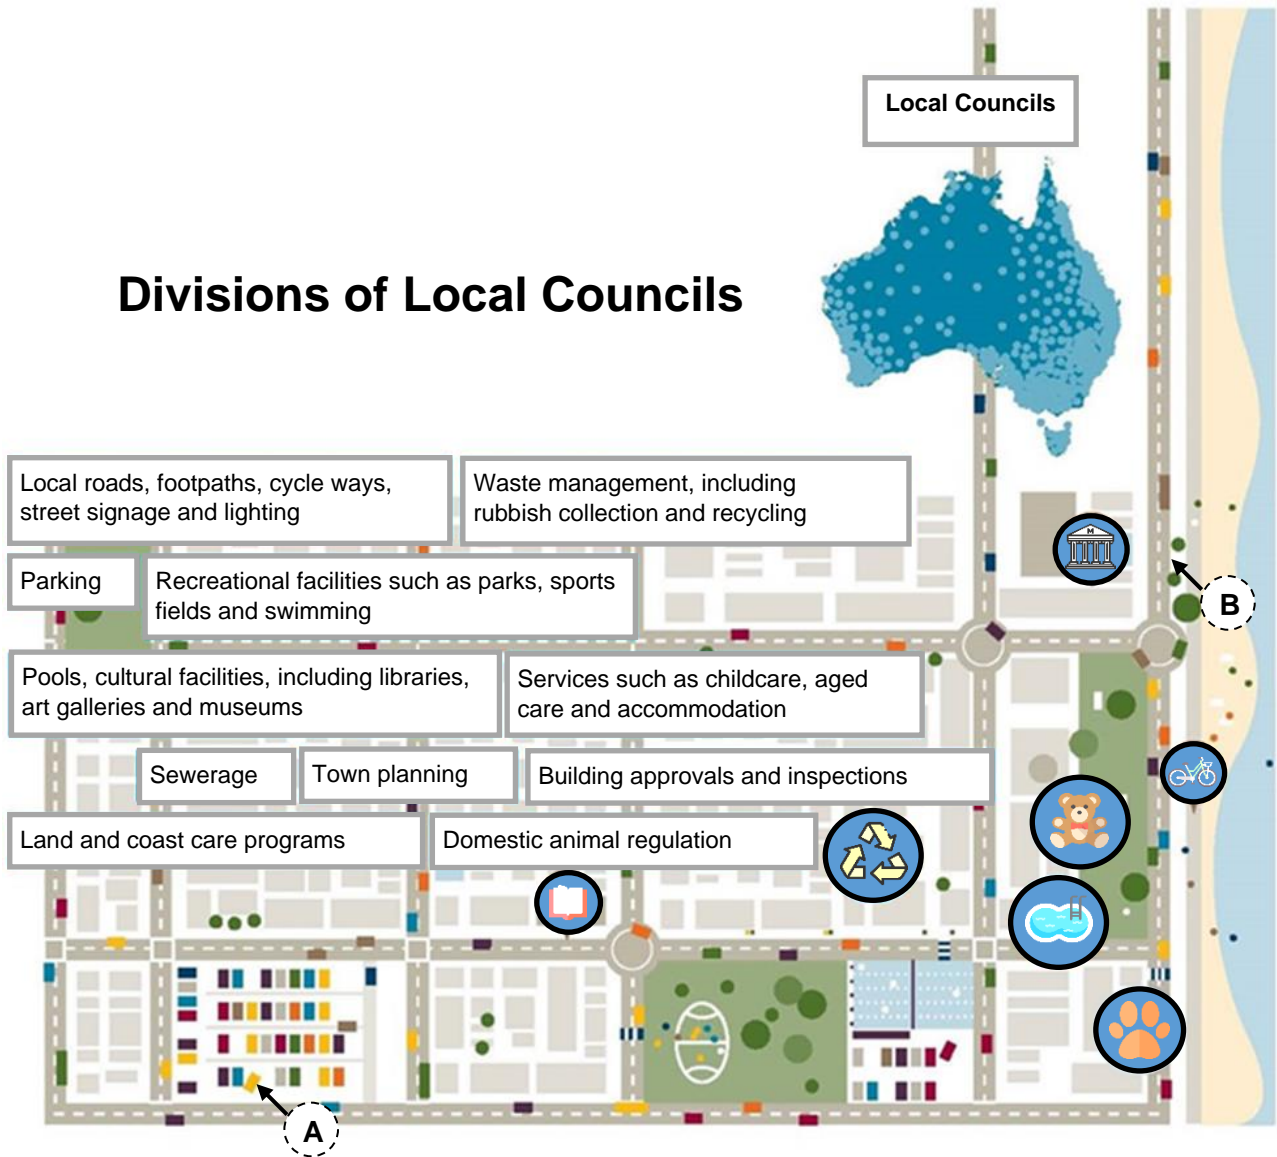 Local Councils
Divisions of Local Councils
Local roads, footpaths, cycle ways,
street signage and lighting
Waste management, including
rubbish collection and recycling
M
Parking
Recreational facilities such as parks, sports
fields and swimming
B
Pools, cultural facilities, including libraries,
art galleries and museums
Services such as childcare, aged
care and accommodation
Sewerage
Town planning
Building approvals and inspections
Land and coast care programs
Domestic animal regulation
A